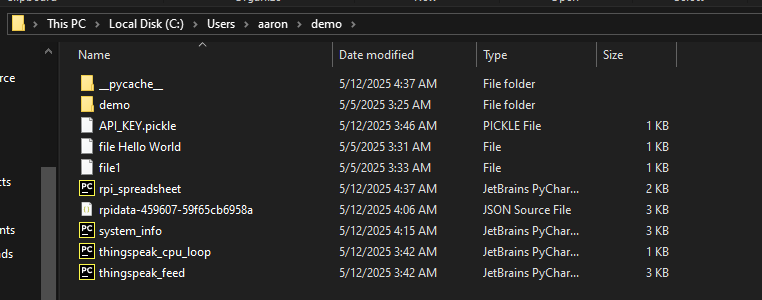 This PC > Local Disk (C:) > Users > aaron > demo >
Name Date modified Type Size
__pycache__ 5/12/2025 4:37 AM File folder
demo 5/5/2025 3:25 AM File folder
API_KEY.pickle 5/12/2025 3:46 AM PICKLE File 1 KB
file Hello World 5/5/2025 3:31 AM File 1 KB
file1 5/5/2025 3:33 AM File 1 KB
rpi_spreadsheet 5/12/2025 4:37 AM JetBrains PyChar... 2 KB
rpidata-459607-59f65cb6958a 5/12/2025 4:06 AM JSON Source File 3 KB
system_info 5/12/2025 4:15 AM JetBrains PyChar... 3 KB
thingspeak_cpu_loop 5/12/2025 3:42 AM JetBrains PyChar... 1 KB
thingspeak_feed 5/12/2025 3:42 AM JetBrains PyChar... 3 KB